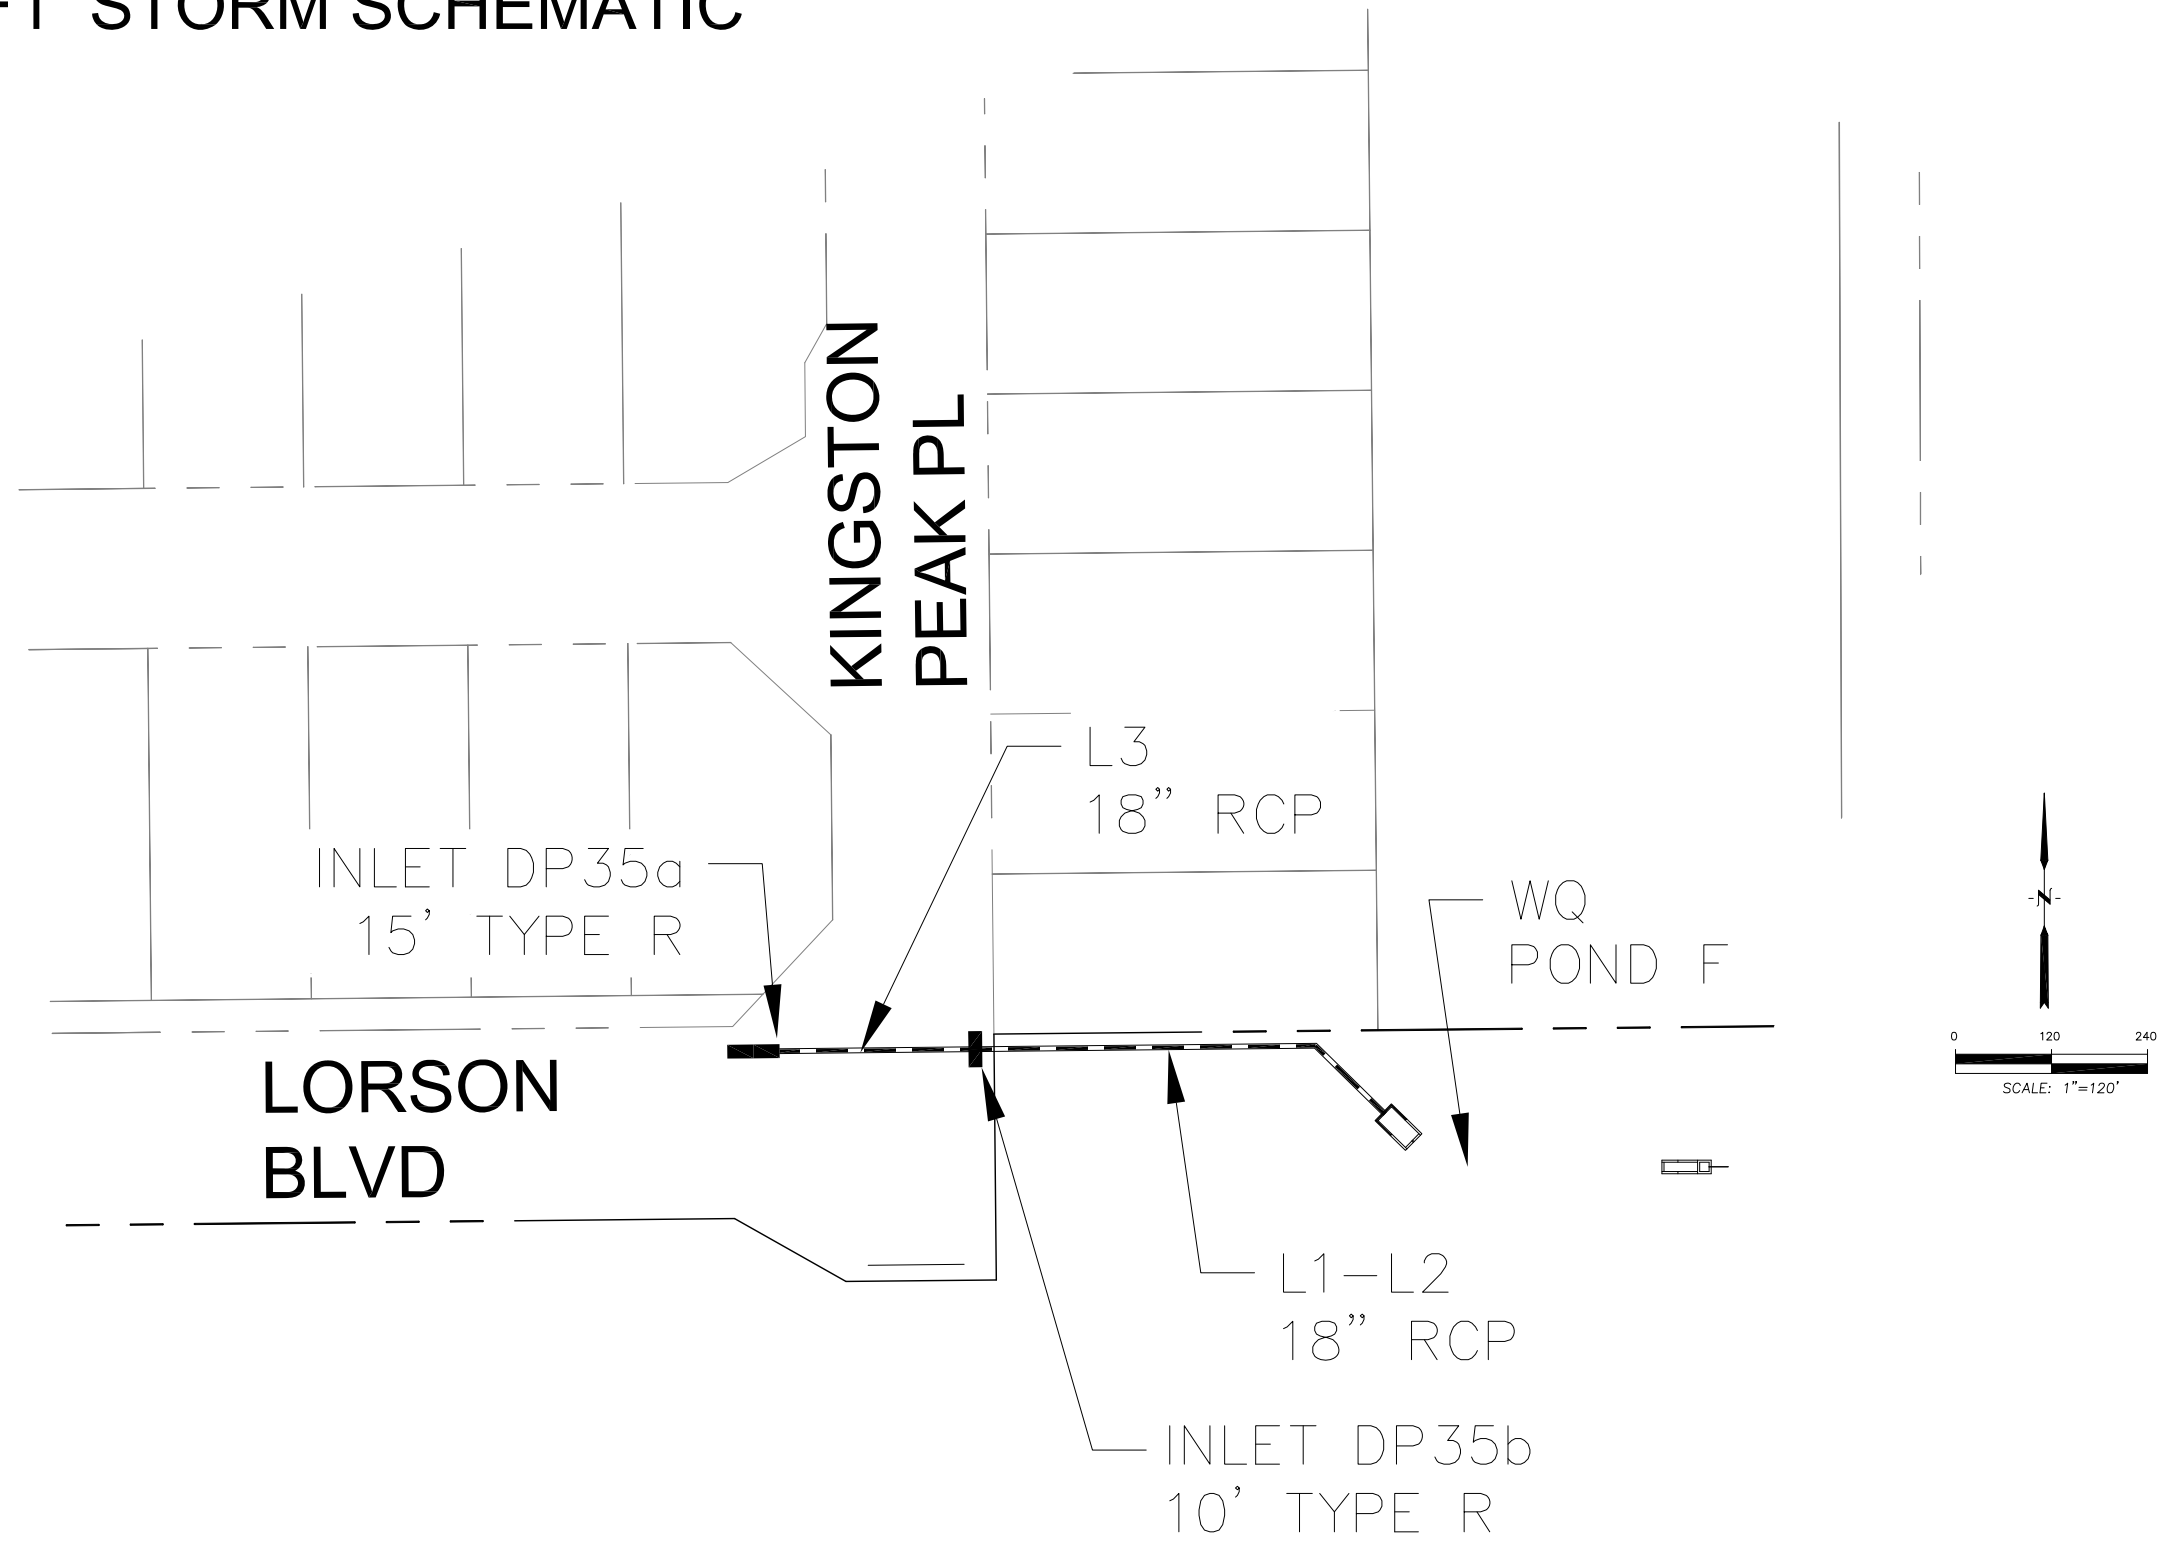 STORM SCHEMATIC
KINGSTON
PEAK PL
L3
18” RCP
INLET DP35a
15’ TYPE R
WQ
POND F
-N-
0 120 240
SCALE: 1”=120’
LORSON
BLVD
L1-L2
18” RCP
INLET DP35b
10’ TYPE R